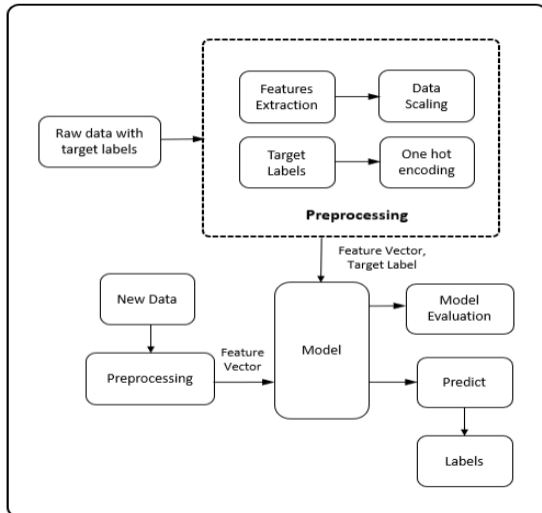 Features
Extraction
Data
Scaling
Raw data with
target labels
Target
Labels
One hot
encoding
Preprocessing
Feature Vector,
Target Label
New Data
Model
Evaluation
Model
Feature
Vector
Preprocessing
Predict
Labels